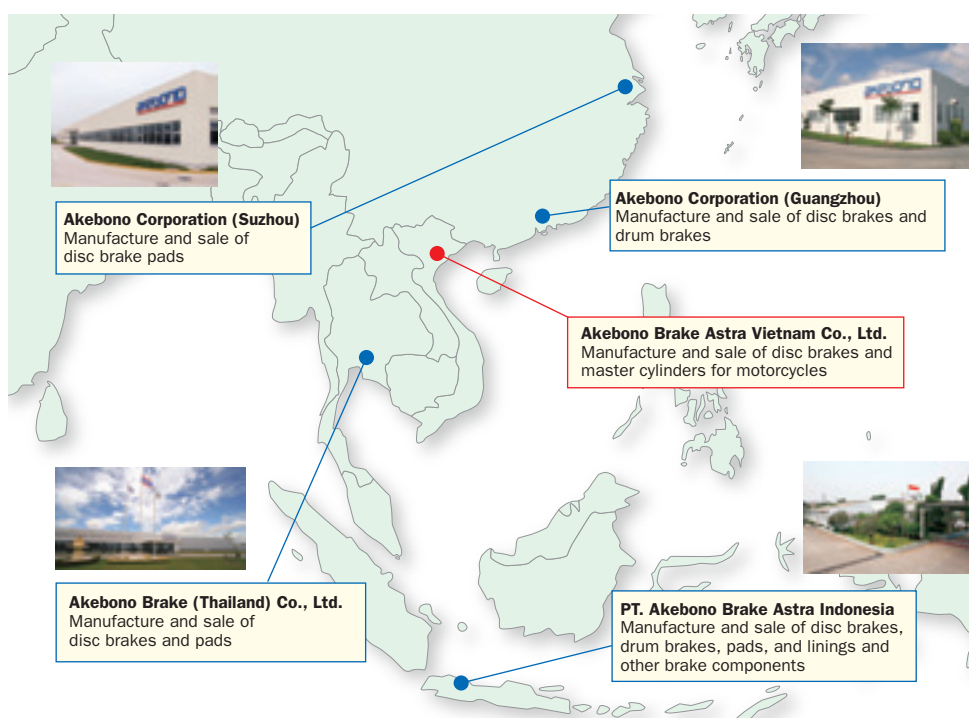 akebono
akebono
Akebono Corporation (Suzhou)
Manufacture and sale of
disc brake pads
Akebono Corporation (Guangzhou)
Manufacture and sale of disc brakes and
drum brakes
Akebono Brake Astra Vietnam Co., Ltd.
Manufacture and sale of disc brakes and
master cylinders for motorcycles
Akebono Brake (Thailand) Co., Ltd.
Manufacture and sale of
disc brakes and pads
PT. Akebono Brake Astra Indonesia
Manufacture and sale of disc brakes,
drum brakes, pads, and linings and
other brake components